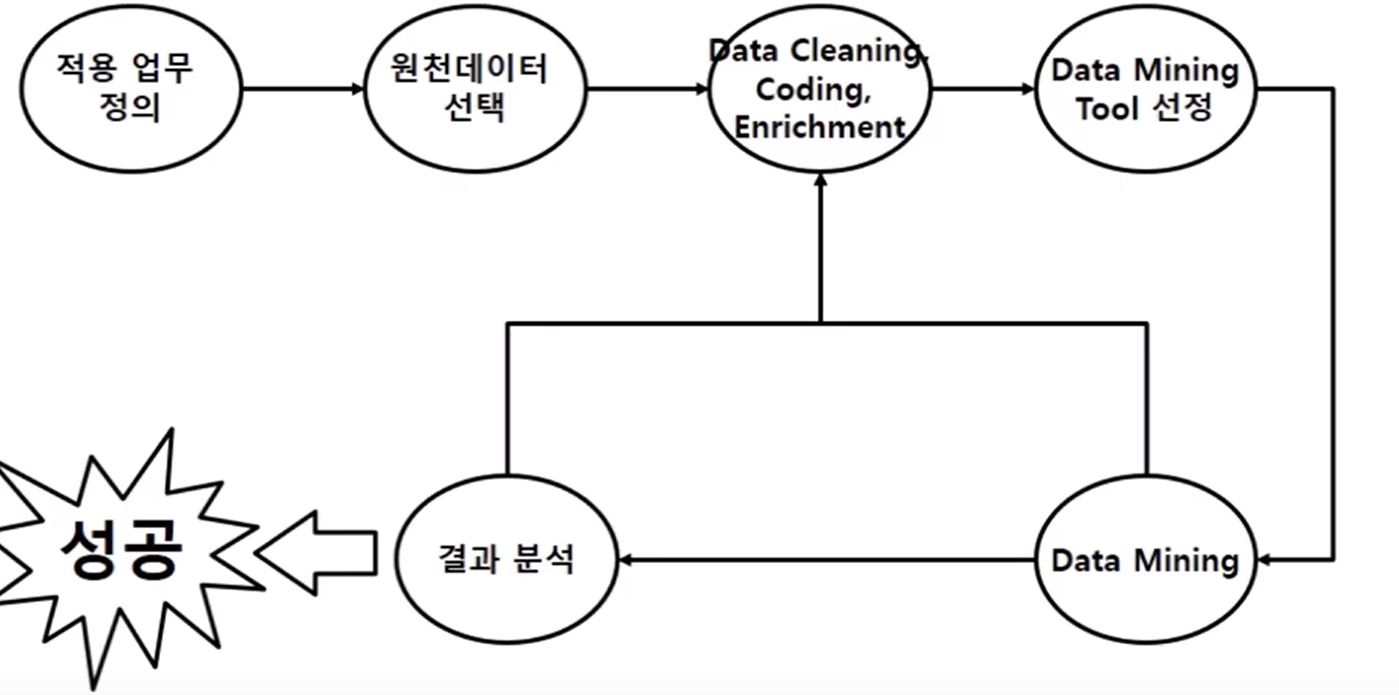 적용 업무
정의
원천데이터
선택
Data Cleaning,
Coding,
Enrichment
Data Mining
Tool 선정
성공
결과 분석
Data Mining